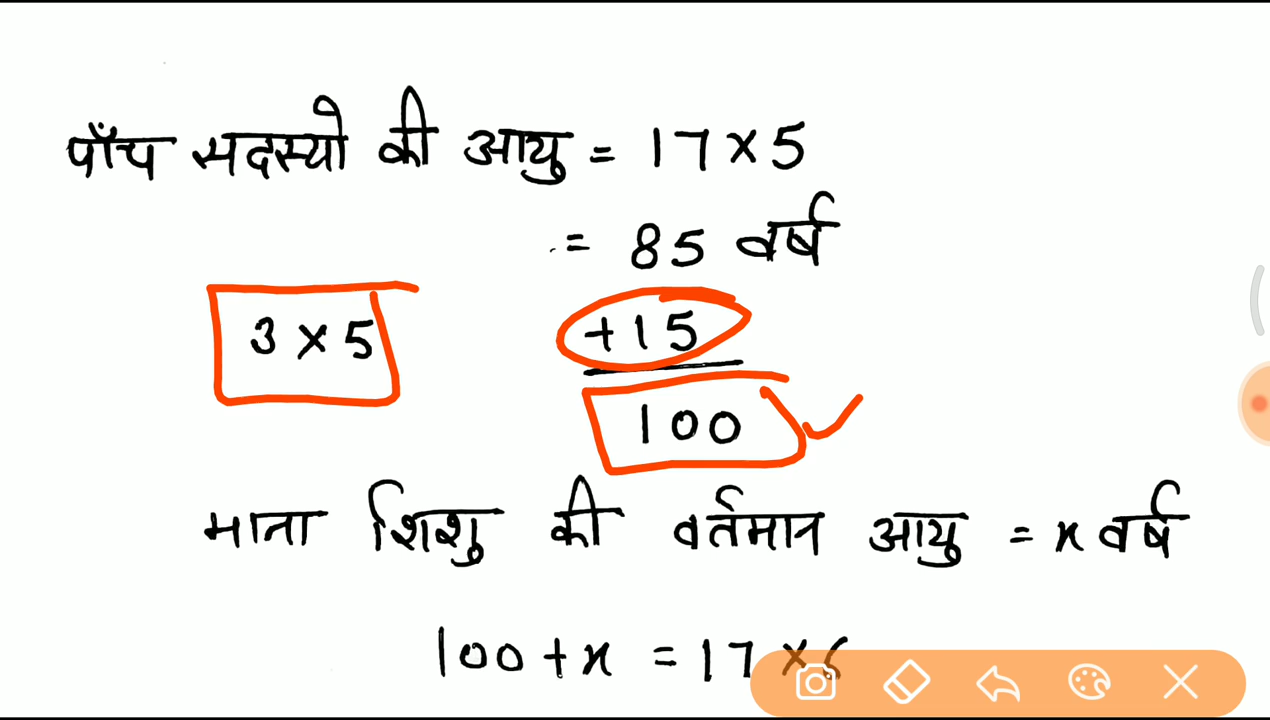 पाँच सदस्यो की आयु = 17 × 5
= 85 वर्ष
3 × 5 +15
100
माना शिशु की वर्तमान आयु = x वर्ष
100 + x = 17 ×